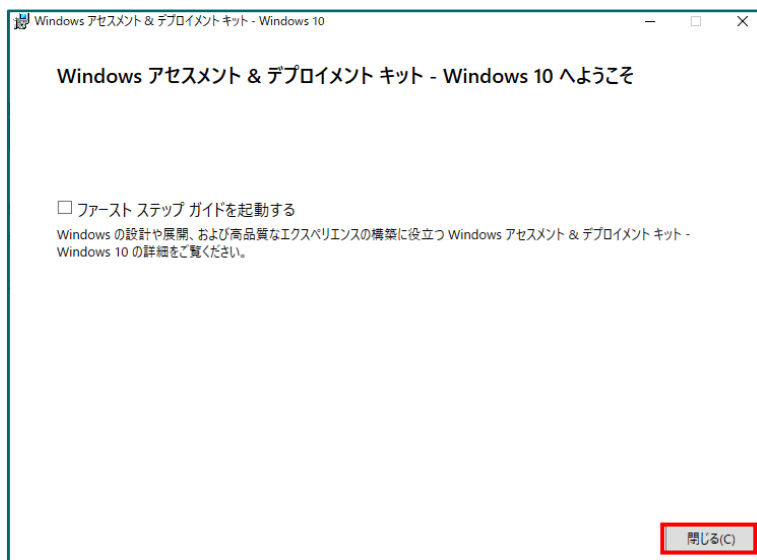 Windows アセスメント & デプロイメント キット - Windows 10
Windows アセスメント & デプロイメント キット - Windows 10 へようこそ
ファースト ステップ ガイドを起動する
Windows の設計や展開、および高品質なエクスペリエンスの構築に役立つ Windows アセスメント & デプロイメント キット -
Windows 10 の詳細をご覧ください。
閉じる(C)